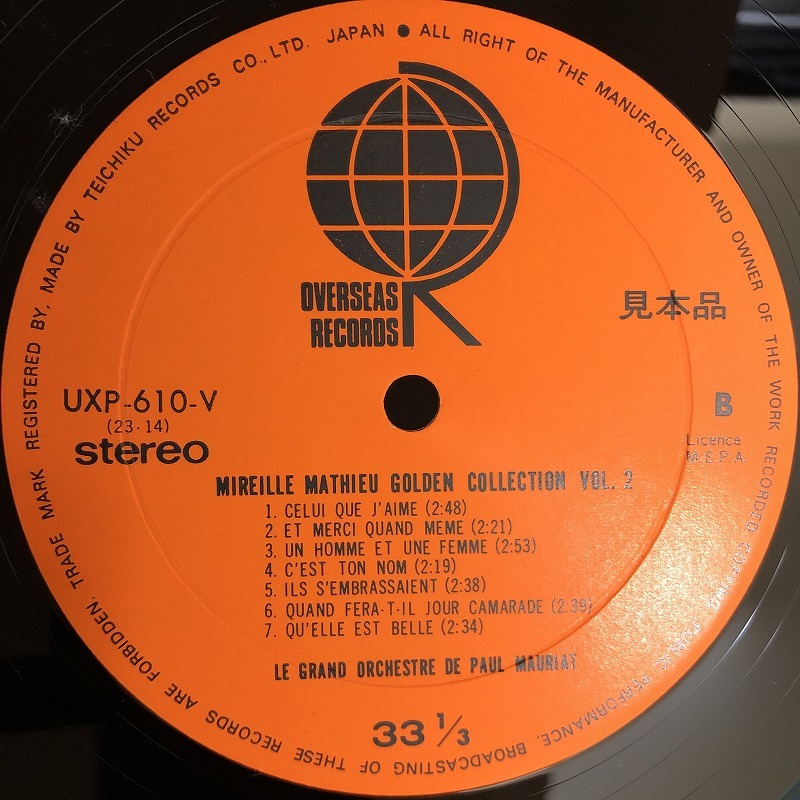 TRADE MARK REGISTERED BY, MADE BY TEICHIKU RECORDS CO., LTD. JAPAN ● ALL RIGHT OF THE MANUFACTURER AND OWNER OF THE WORK RECORDED COPYING PUBLIC PERFORMANCE, BROADCASTING OF THESE RECORDS ARE FORBIDDEN.
OVERSEAS
RECORDS
R
見本品
UXP-610-V
(23-14)
stereo
B
Licence
M.E.P.A.
MIREILLE MATHIEU GOLDEN COLLECTION VOL. 2
1. CELUI QUE J'AIME (2:48)
2. ET MERCI QUAND MEME (2:21)
3. UN HOMME ET UNE FEMME (2:53)
4. C'EST TON NOM (2:19)
5. ILS S'EMBRASSAIENT (2:38)
6. QUAND FERA-T-IL JOUR CAMARADE (2:39)
7. QU'ELLE EST BELLE (2:34)
LE GRAND ORCHESTRE DE PAUL MAURIAT
33 1/3